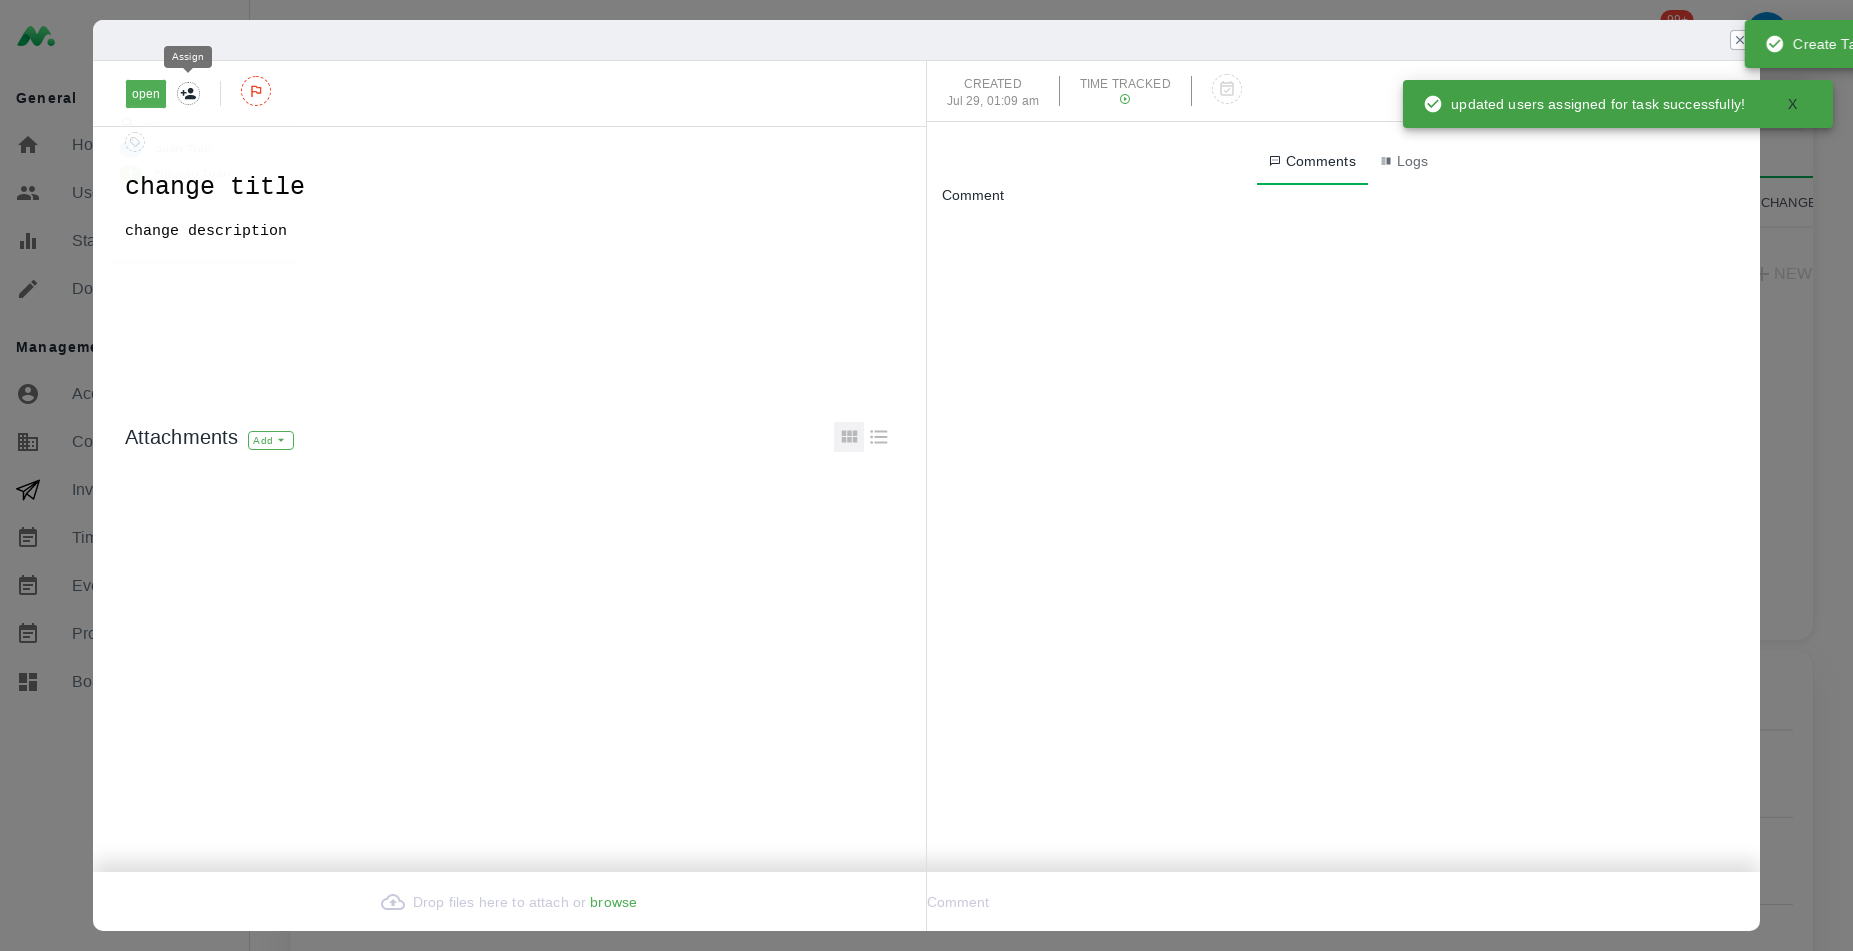 99+
Create Ta
Assign
open
CREATED
Jul 29, 01:09 am
TIME TRACKED
updated users assigned for task successfully!
X
General
Ho
Use
Sta
Do
Manageme
Acc
Co
Inv
Tim
Eve
Pro
Bo
change title
change description
Comments
Logs
Comment
CHANGE
NEW
Attachments
Add
Drop files here to attach or browse
Comment